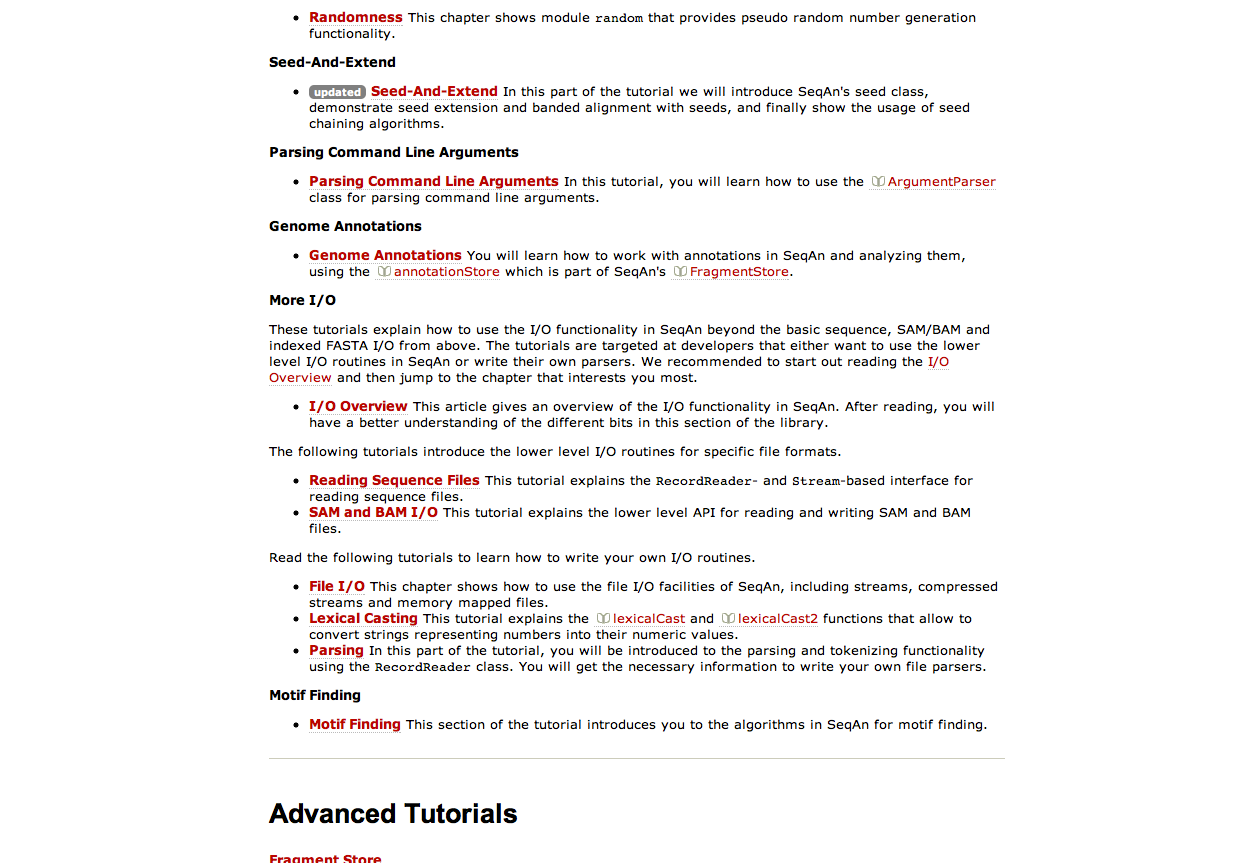 Randomness This chapter shows module random that provides pseudo random number generation
functionality.
Seed-And-Extend
updated Seed-And-Extend In this part of the tutorial we will introduce SeqAn's seed class,
demonstrate seed extension and banded alignment with seeds, and finally show the usage of seed
chaining algorithms.
Parsing Command Line Arguments
Parsing Command Line Arguments In this tutorial, you will learn how to use the ArgumentParser
class for parsing command line arguments.
Genome Annotations
Genome Annotations You will learn how to work with annotations in SeqAn and analyzing them,
using the annotationStore which is part of SeqAn's FragmentStore.
More I/O
These tutorials explain how to use the I/O functionality in SeqAn beyond the basic sequence, SAM/BAM and
indexed FASTA I/O from above. The tutorials are targeted at developers that either want to use the lower
level I/O routines in SeqAn or write their own parsers. We recommended to start out reading the I/O
Overview and then jump to the chapter that interests you most.
I/O Overview This article gives an overview of the I/O functionality in SeqAn. After reading, you will
have a better understanding of the different bits in this section of the library.
The following tutorials introduce the lower level I/O routines for specific file formats.
Reading Sequence Files This tutorial explains the RecordReader- and Stream-based interface for
reading sequence files.
SAM and BAM I/O This tutorial explains the lower level API for reading and writing SAM and BAM
files.
Read the following tutorials to learn how to write your own I/O routines.
File I/O This chapter shows how to use the file I/O facilities of SeqAn, including streams, compressed
streams and memory mapped files.
Lexical Casting This tutorial explains the lexicalCast and lexicalCast2 functions that allow to
convert strings representing numbers into their numeric values.
Parsing In this part of the tutorial, you will be introduced to the parsing and tokenizing functionality
using the RecordReader class. You will get the necessary information to write your own file parsers.
Motif Finding
Motif Finding This section of the tutorial introduces you to the algorithms in SeqAn for motif finding.
Advanced Tutorials
Fragment Store